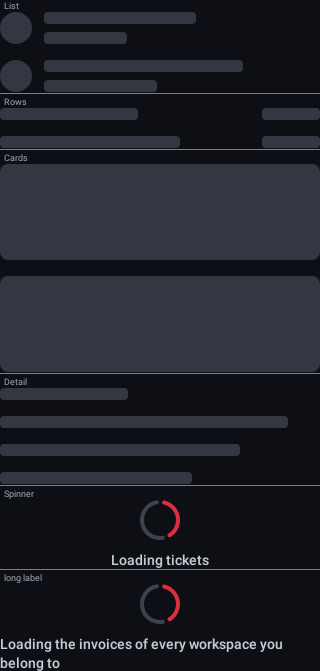 List
Rows
Cards
Detail
Spinner
Loading tickets
long label
Loading the invoices of every workspace you
belong to